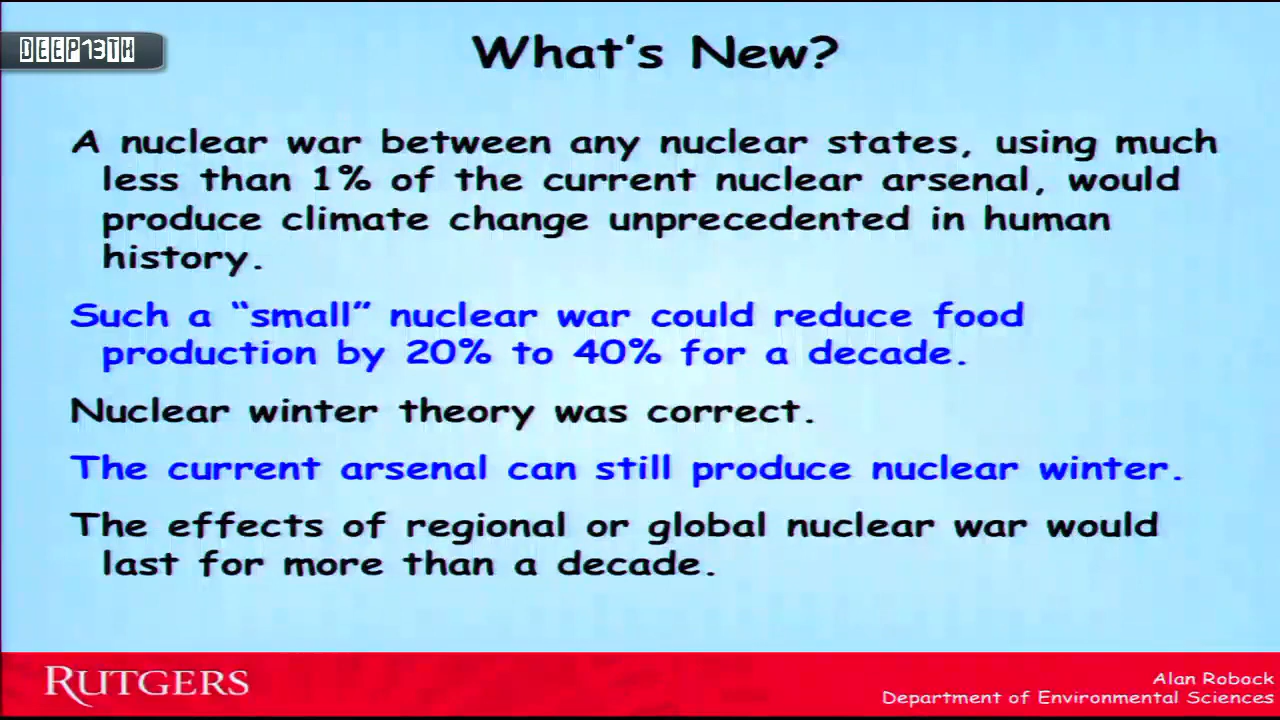 DEEP13TH
What's New?
A nuclear war between any nuclear states, using much
less than 1% of the current nuclear arsenal, would
produce climate change unprecedented in human
history.
Such a “small” nuclear war could reduce food
production by 20% to 40% for a decade.
Nuclear winter theory was correct.
The current arsenal can still produce nuclear winter.
The effects of regional or global nuclear war would
last for more than a decade.
RUTGERS
Alan Robock
Department of Environmental Sciences